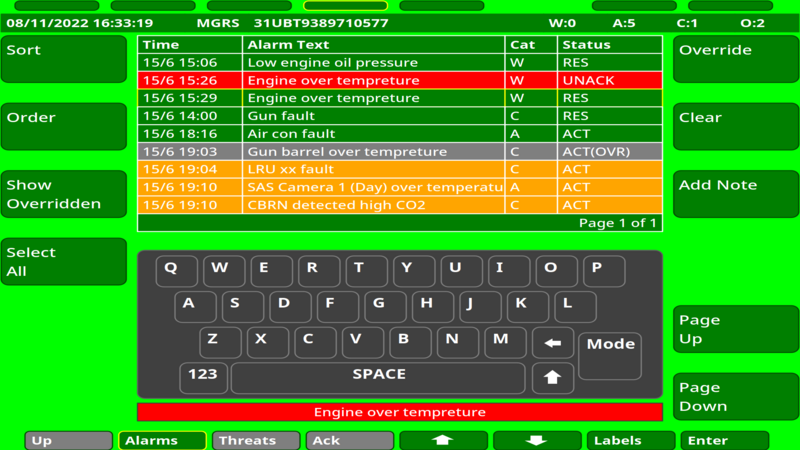 08/11/2022 16:33:19 MGRS 31UBT9389710577 W:0 A:5 C:1 O:2
Sort
Order
Show
Overridden
Select
All
Time Alarm Text Cat Status
15/6 15:06 Low engine oil pressure W RES
15/6 15:26 Engine over tempreture W UNACK
15/6 15:29 Engine over tempreture W RES
15/6 14:00 Gun fault C RES
15/6 18:16 Air con fault A ACT
15/6 19:03 Gun barrel over tempreture C ACT(OVR)
15/6 19:04 LRU xx fault C ACT
15/6 19:10 SAS Camera 1 (Day) over temperatu A ACT
15/6 19:10 CBRN detected high CO2 C ACT
Page 1 of 1
Override
Clear
Add Note
Page
Up
Page
Down
Q W E R T Y U I O P
A S D F G H J K L
Z X C V B N M
Mode
123 SPACE
Engine over tempreture
Up Alarms Threats Ack Labels Enter